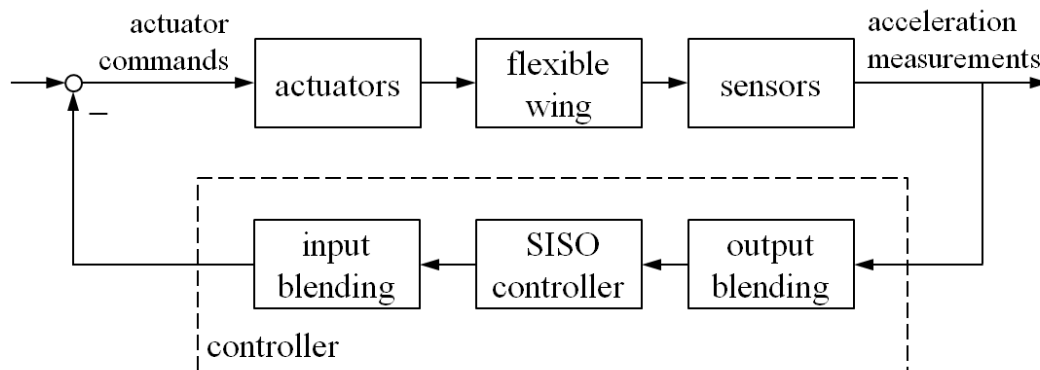 actuator
commands
actuators
flexible
wing
sensors
acceleration
measurements
–
input
blending
SISO
controller
output
blending
controller